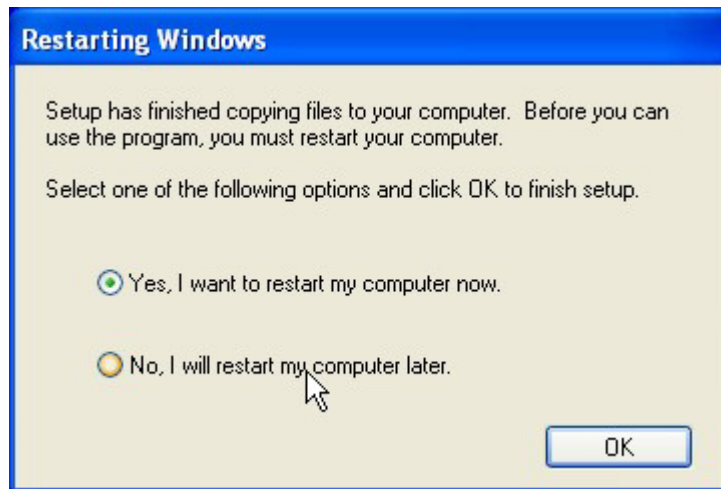 Restarting Windows
Setup has finished copying files to your computer.  Before you can
use the program, you must restart your computer.
Select one of the following options and click OK to finish setup.
Yes, I want to restart my computer now.
No, I will restart my computer later.
OK